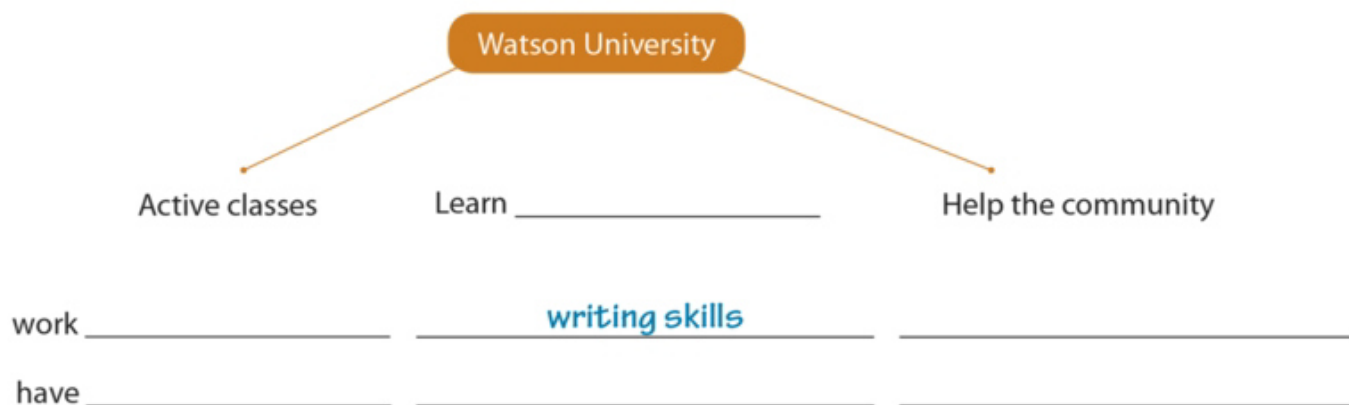 Watson University
Active classes
Learn
Help the community
work
writing skills
have